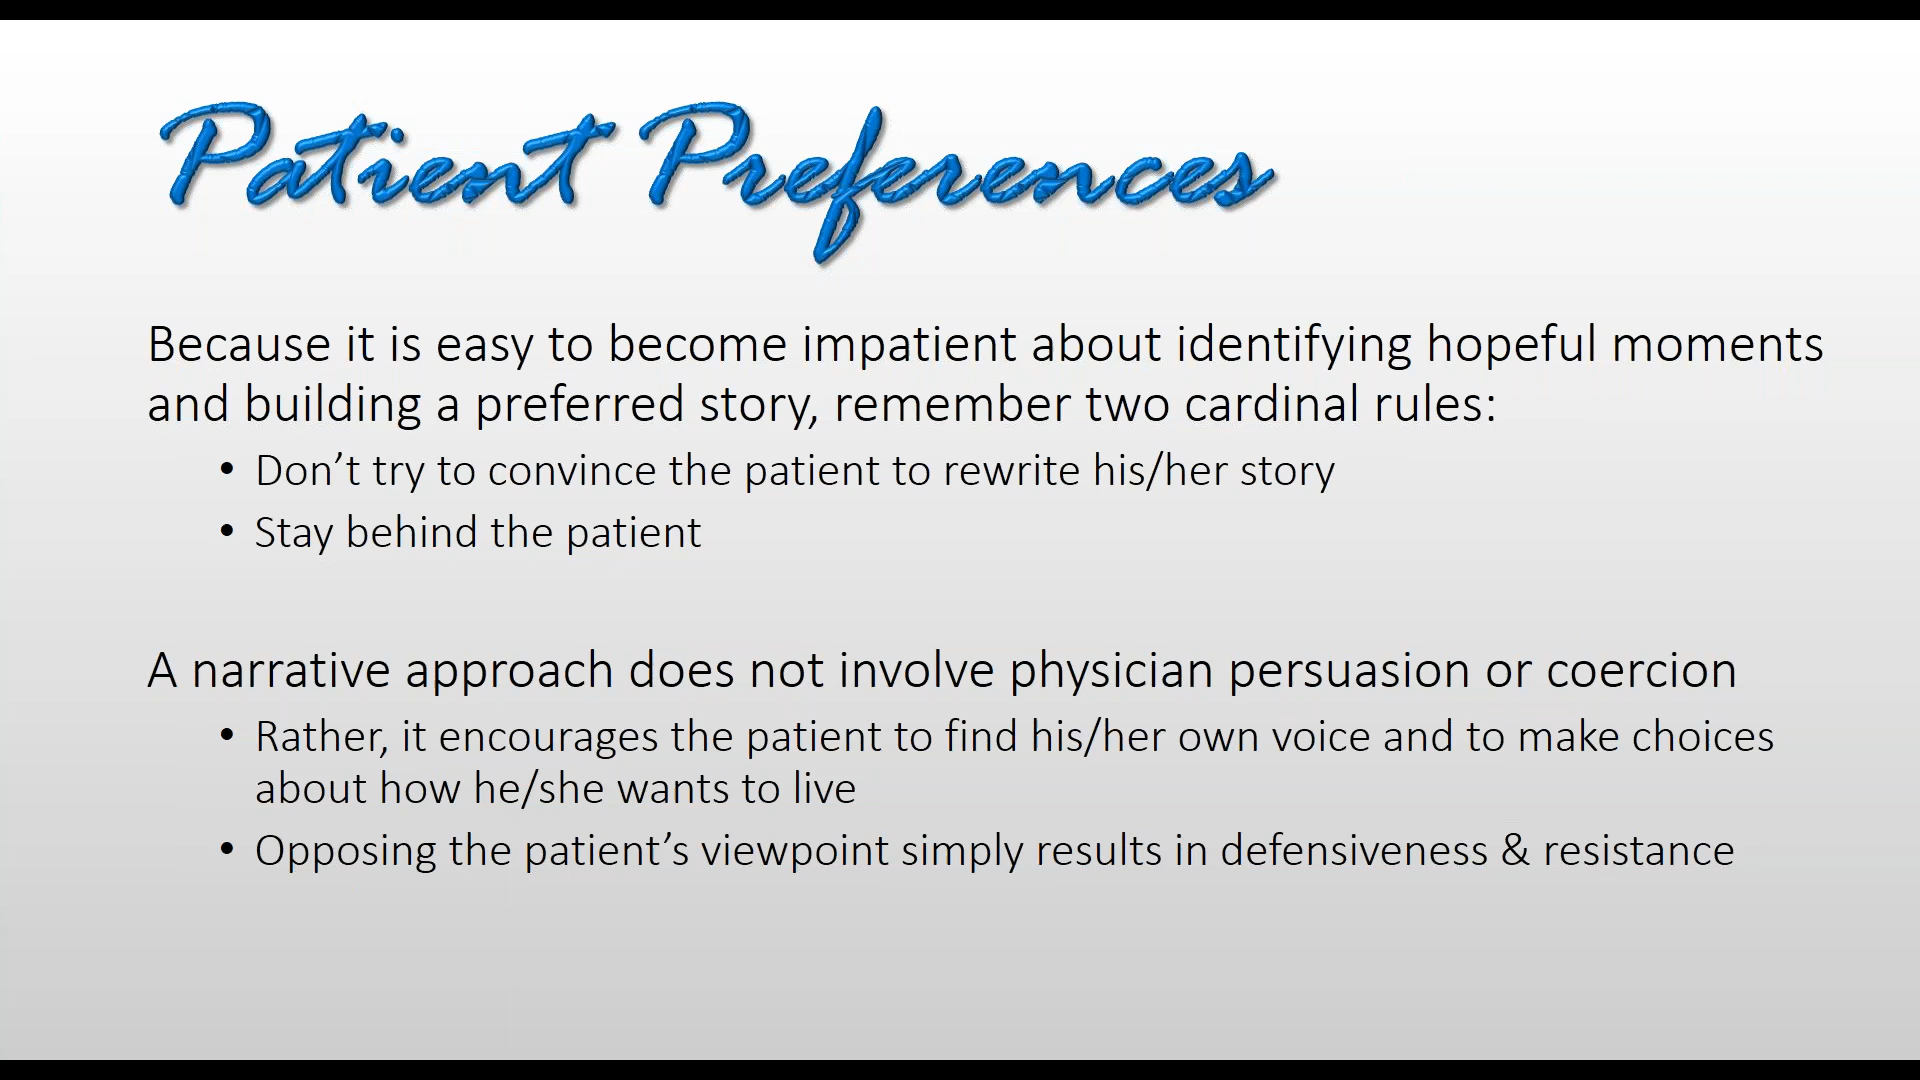 Patient Preferences
Because it is easy to become impatient about identifying hopeful moments
and building a preferred story, remember two cardinal rules:
• Don’t try to convince the patient to rewrite his/her story
• Stay behind the patient
A narrative approach does not involve physician persuasion or coercion
• Rather, it encourages the patient to find his/her own voice and to make choices
about how he/she wants to live
• Opposing the patient’s viewpoint simply results in defensiveness & resistance